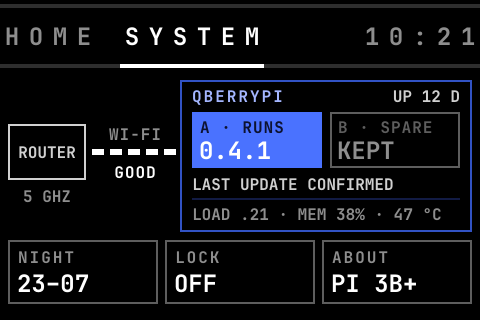 HOME SYSTEM 10:21
QBERRYPI UP 12 D
A · RUNS B · SPARE
0.4.1 KEPT
LAST UPDATE CONFIRMED
LOAD .21 · MEM 38% · 47 °C
WI-FI
ROUTER
GOOD
5 GHZ
NIGHT LOCK ABOUT
23–07 OFF PI 3B+